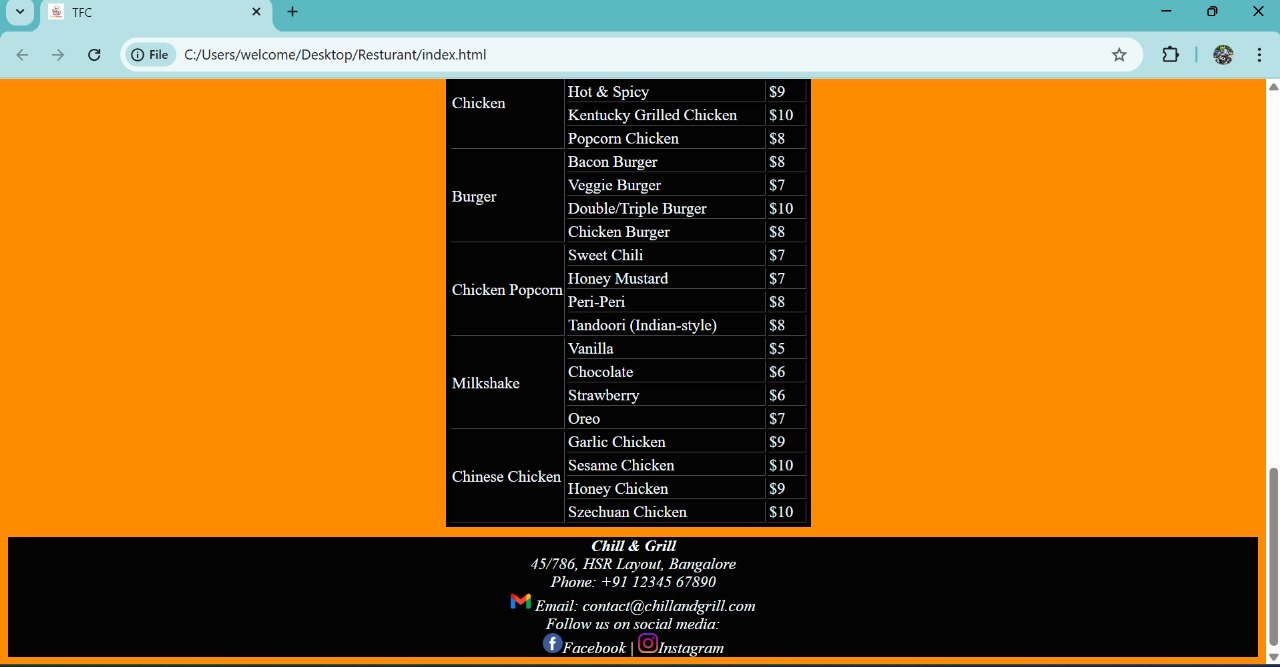 TFC
File C:/Users/welcome/Desktop/Resturant/index.html
Chicken
Hot & Spicy $9
Kentucky Grilled Chicken $10
Popcorn Chicken $8
Burger
Bacon Burger $8
Veggie Burger $7
Double/Triple Burger $10
Chicken Burger $8
Chicken Popcorn
Sweet Chili $7
Honey Mustard $7
Peri-Peri $8
Tandoori (Indian-style) $8
Milkshake
Vanilla $5
Chocolate $6
Strawberry $6
Oreo $7
Chinese Chicken
Garlic Chicken $9
Sesame Chicken $10
Honey Chicken $9
Szechuan Chicken $10
Chill & Grill
45/786, HSR Layout, Bangalore
Phone: +91 12345 67890
Email: contact@chillandgrill.com
Follow us on social media:
Facebook | Instagram